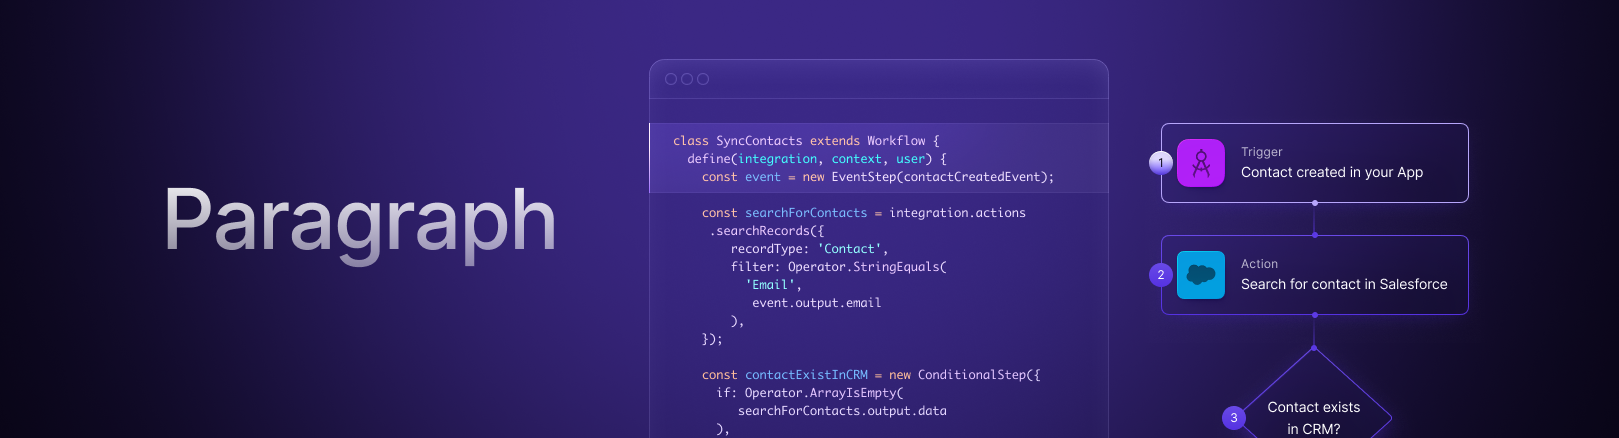 Paragraph
class SyncContacts extends Workflow {
define(integration, context, user) {
const event = new EventStep(contactCreatedEvent);
const searchForContacts = integration.actions
.searchRecords({
recordType: 'Contact',
filter: Operator.StringEquals(
'Email',
event.output.email
),
});
const contactExistInCRM = new ConditionalStep({
if: Operator.ArrayIsEmpty(
searchForContacts.output.data
),
1
Trigger
Contact created in your App
2
Action
Search for contact in Salesforce
3
Contact exists
in CRM?